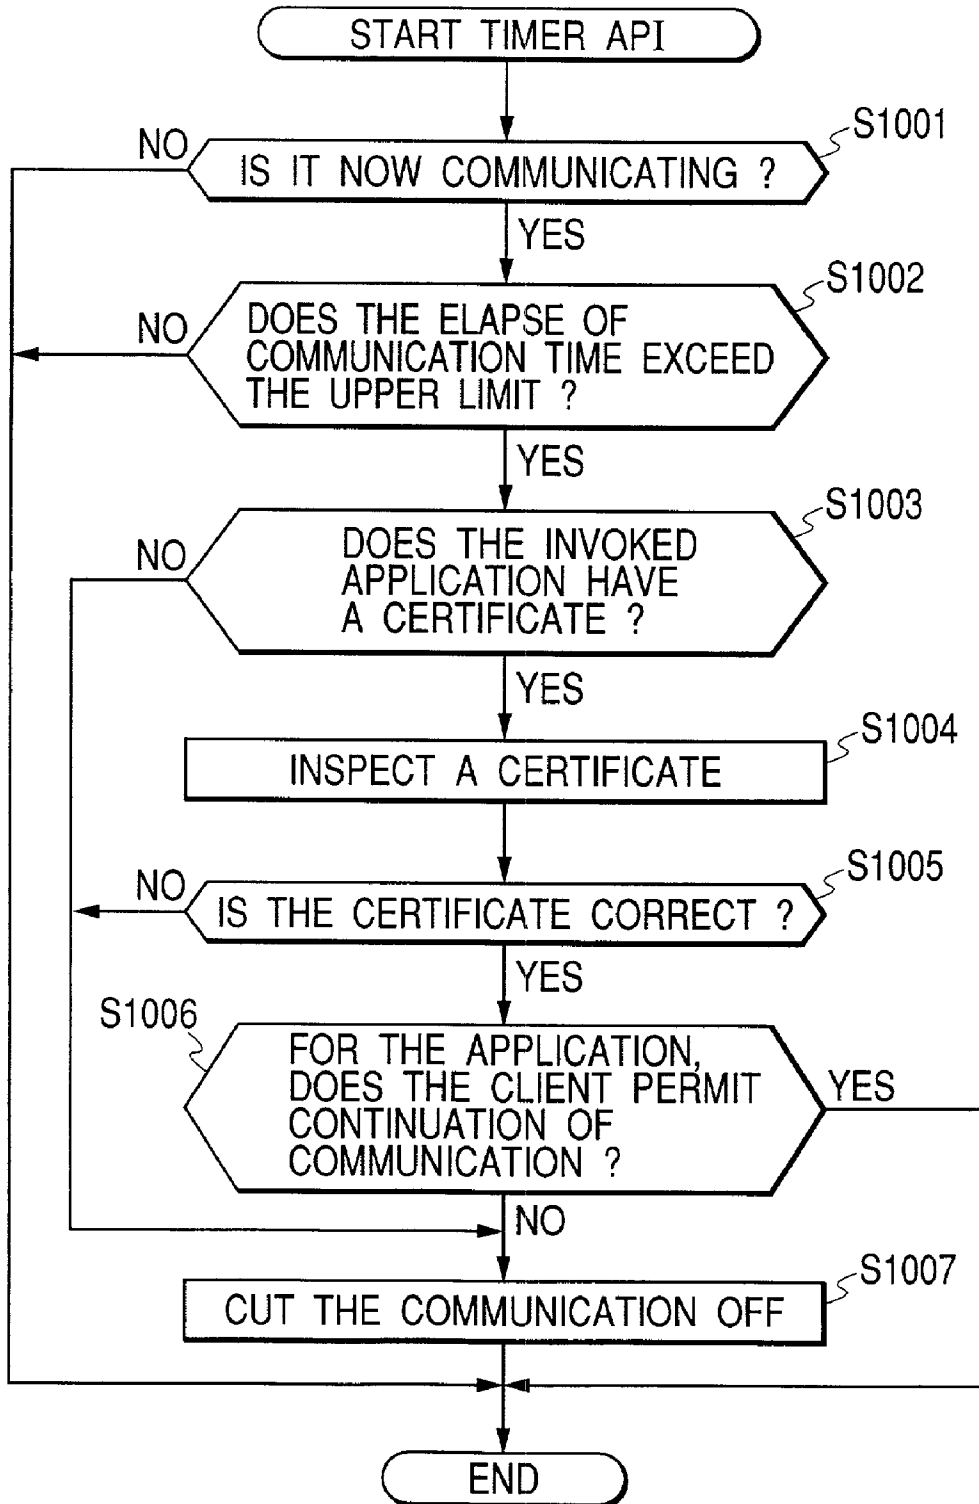 START TIMER API
S1001
NO
IS IT NOW COMMUNICATING ?
YES
S1002
NO
DOES THE ELAPSE OF
COMMUNICATION TIME EXCEED
THE UPPER LIMIT ?
YES
S1003
NO
DOES THE INVOKED
APPLICATION HAVE
A CERTIFICATE ?
YES
S1004
INSPECT A CERTIFICATE
S1005
NO
IS THE CERTIFICATE CORRECT ?
YES
S1006
FOR THE APPLICATION,
DOES THE CLIENT PERMIT
CONTINUATION OF
COMMUNICATION ?
YES
NO
S1007
CUT THE COMMUNICATION OFF
END